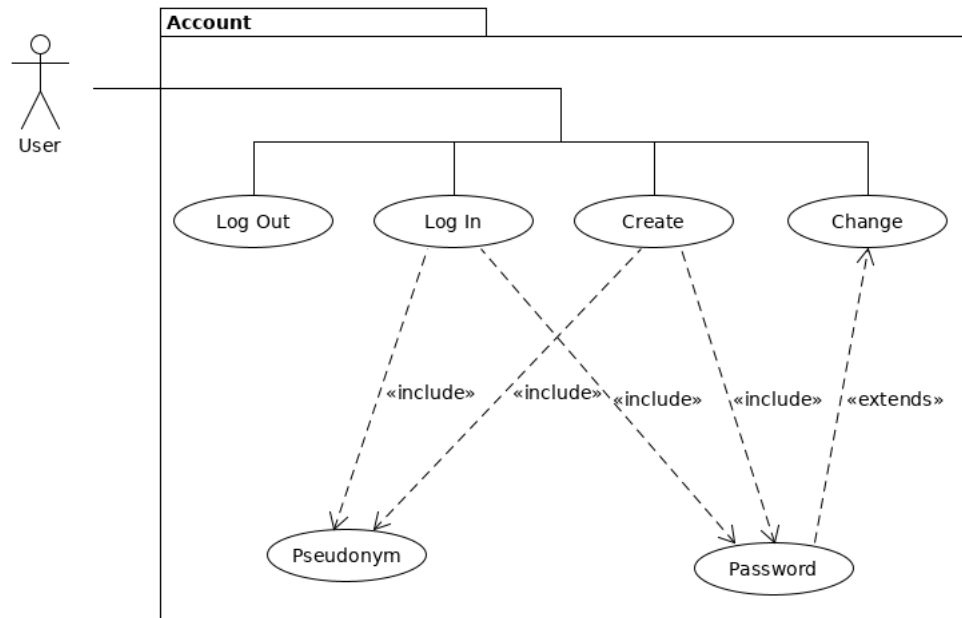 Account
User
Log Out
Log In
Create
Change
«include»
«include»
«include»
«include»
«extends»
Pseudonym
Password